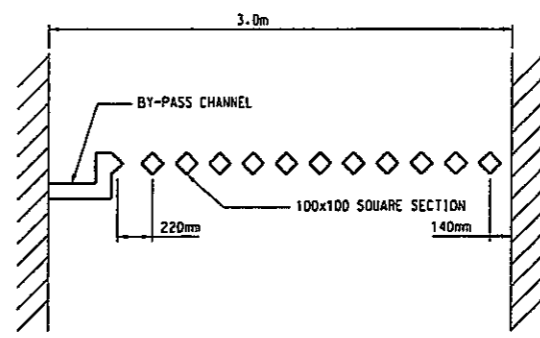 3.0m
BY-PASS CHANNEL
100x100 SQUARE SECTION
220mm
140mm